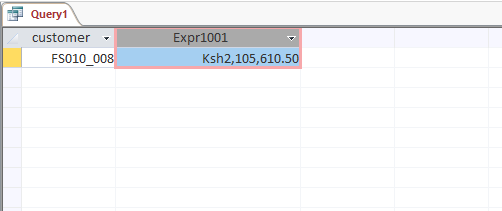 Query1
customer Expr1001
FS010_008 Ksh2,105,610.50